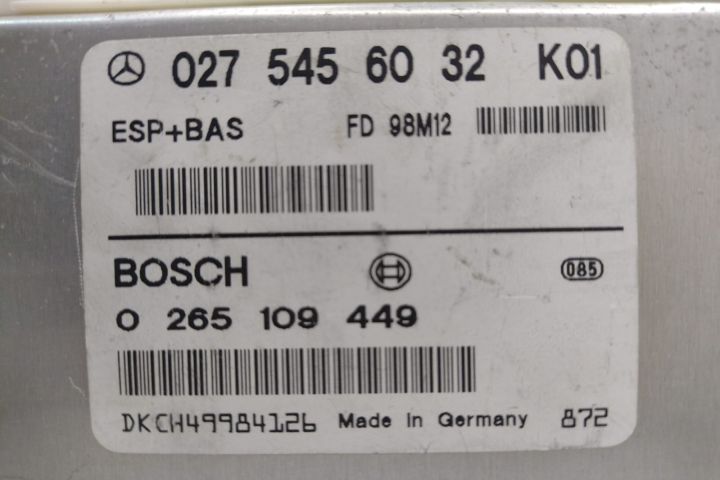 027 545 60 32 K01
ESP+BAS FD 98M12
BOSCH 085
0 265 109 449
DKCH49984126 Made in Germany 872